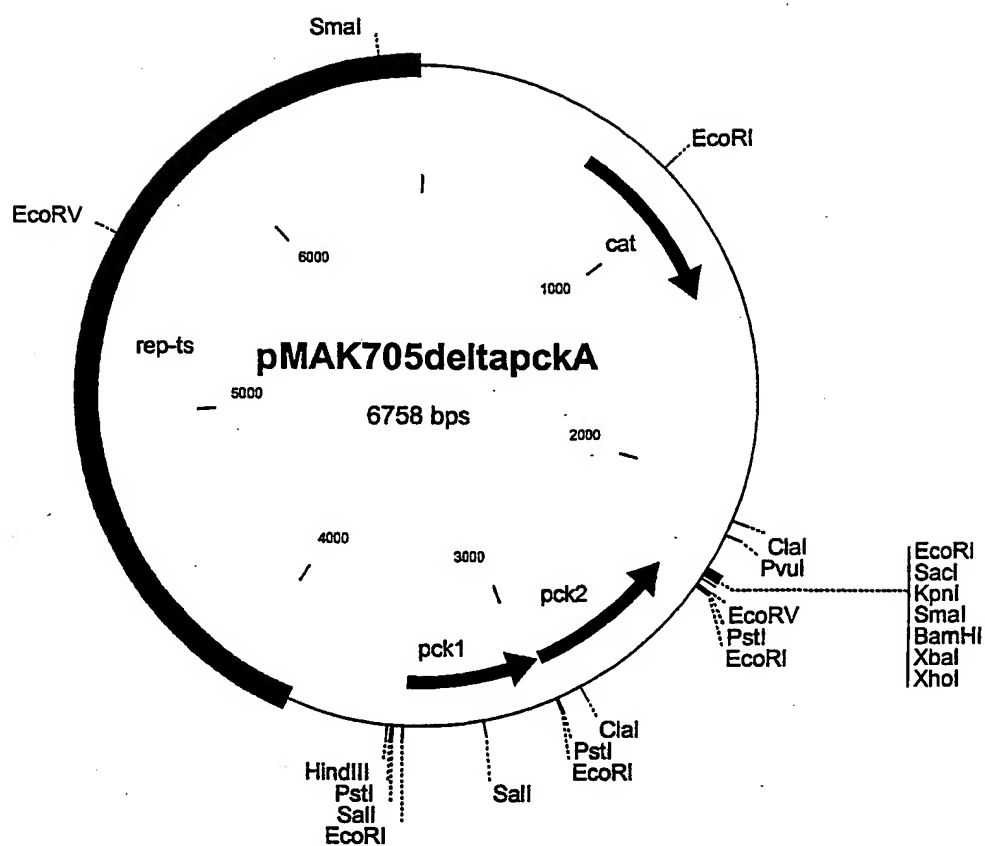 SmaI
EcoRI
EcoRV
cat
6000
1000
rep-ts
pMAK705deltapckA
5000
6758 bps
2000
4000
3000
ClaI
PvuI
EcoRI
SacI
KpnI
SmaI
BamHI
XbaI
XhoI
pck2
EcoRV
PstI
EcoRI
pck1
ClaI
PstI
EcoRI
SalI
HindIII
PstI
SalI
EcoRI